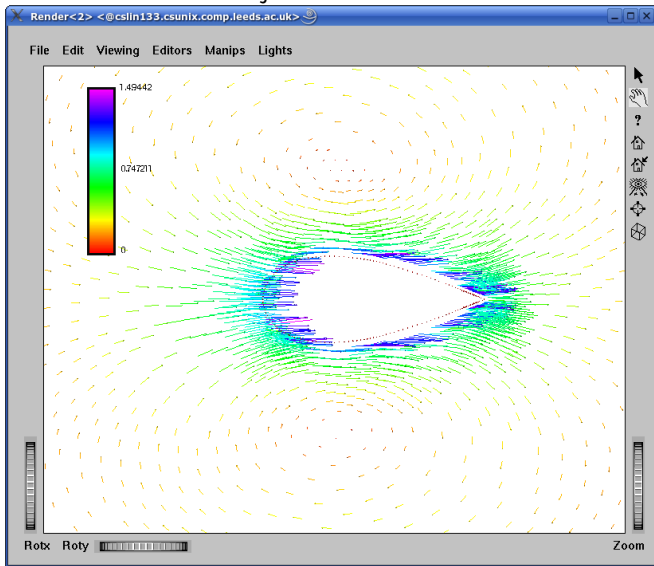 Render<2> <@cslin133.csunix.comp.leeds.ac.uk>
File Edit Viewing Editors Manips Lights
1.49442
0.747211
0
?
Rotx Roty Zoom